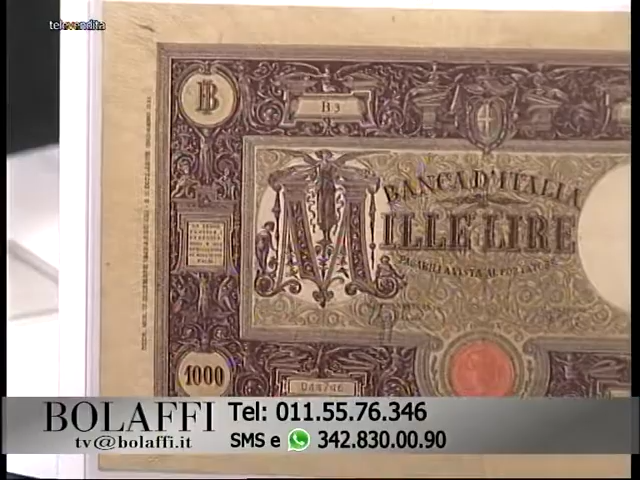 televendita
B
B3
BANCA D'ITALIA
MILLE LIRE
PAGABILI A VISTA AL PORTATORE
1000
BOLAFFI
tv@bolaffi.it
Tel: 011.55.76.346
SMS e 342.830.00.90